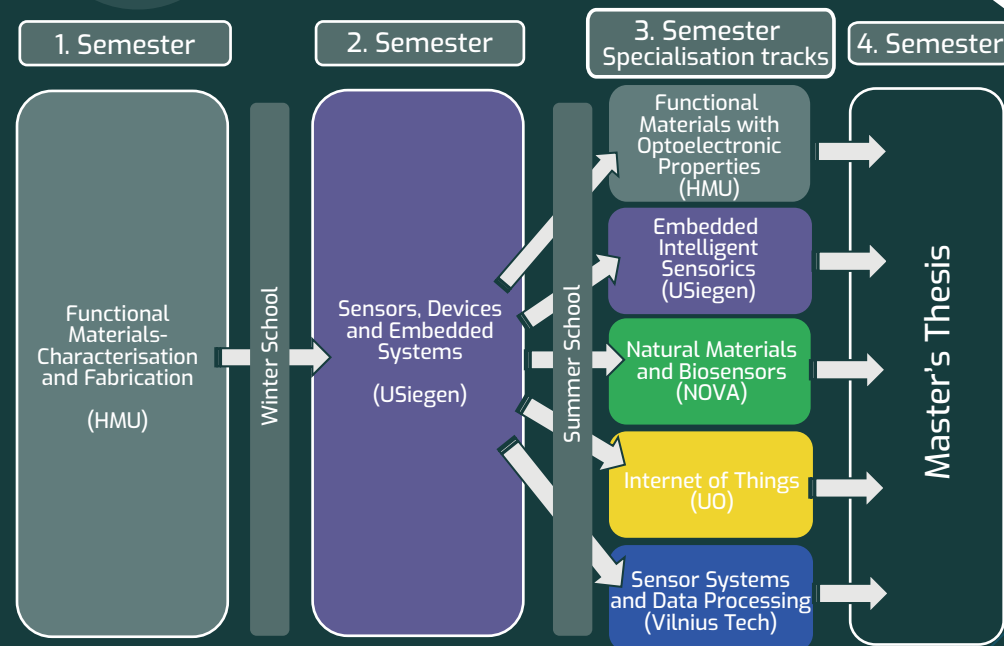 1. Semester
2. Semester
3. Semester
Specialisation tracks
4. Semester
Functional
Materials-
Characterisation
and Fabrication
(HMU)
Winter School
Sensors, Devices
and Embedded
Systems
(USiegen)
Summer School
Functional
Materials with
Optoelectronic
Properties
(HMU)
Embedded
Intelligent
Sensorics
(USiegen)
Natural Materials
and Biosensors
(NOVA)
Internet of Things
(UO)
Sensor Systems
and Data Processing
(Vilnius Tech)
Master's Thesis